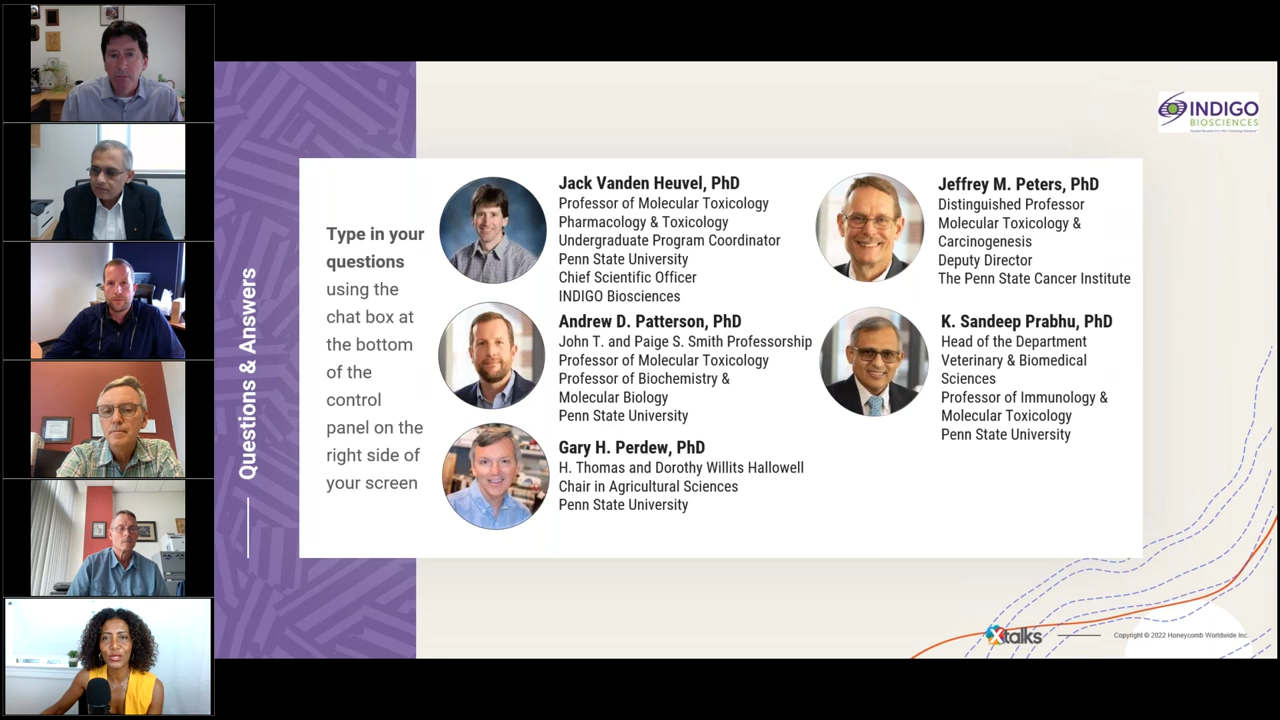 Questions & Answers
Type in your
questions
using the
chat box at
the bottom
of the
control
panel on the
right side of
your screen
Jack Vanden Heuvel, PhD
Professor of Molecular Toxicology
Pharmacology & Toxicology
Undergraduate Program Coordinator
Penn State University
Chief Scientific Officer
INDIGO Biosciences
Andrew D. Patterson, PhD
John T. and Paige S. Smith Professorship
Professor of Molecular Toxicology
Professor of Biochemistry &
Molecular Biology
Penn State University
Gary H. Perdew, PhD
H. Thomas and Dorothy Willits Hallowell
Chair in Agricultural Sciences
Penn State University
Jeffrey M. Peters, PhD
Distinguished Professor
Molecular Toxicology &
Carcinogenesis
Deputy Director
The Penn State Cancer Institute
K. Sandeep Prabhu, PhD
Head of the Department
Veterinary & Biomedical
Sciences
Professor of Immunology &
Molecular Toxicology
Penn State University
INDIGO
BIOSCIENCES
Xtalks
Copyright © 2022 Honeycomb Worldwide Inc.